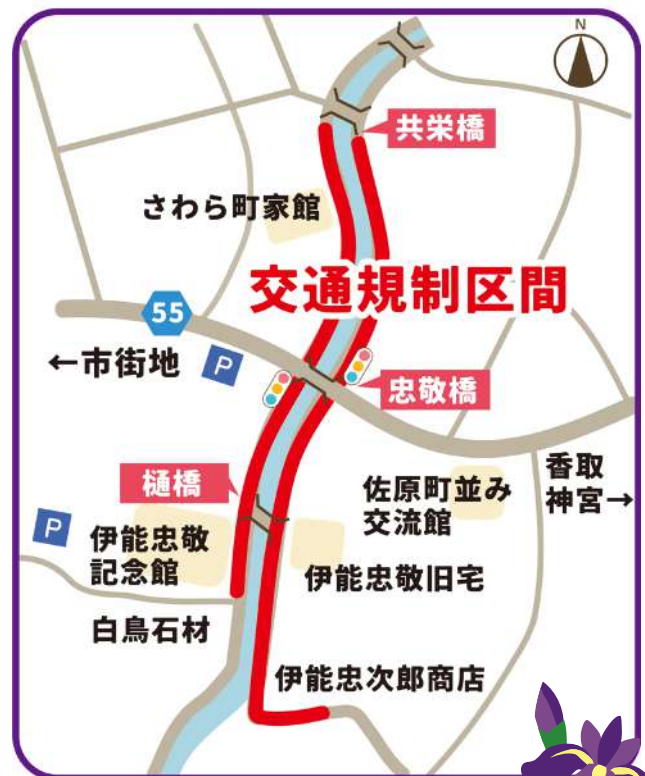 N
共栄橋
さわら町家館
交通規制区間
55
←市街地
P
忠敬橋
樋橋
佐原町並み
交流館
香取
神宮→
P
伊能忠敬
記念館
伊能忠敬旧宅
白鳥石材
伊能忠次郎商店